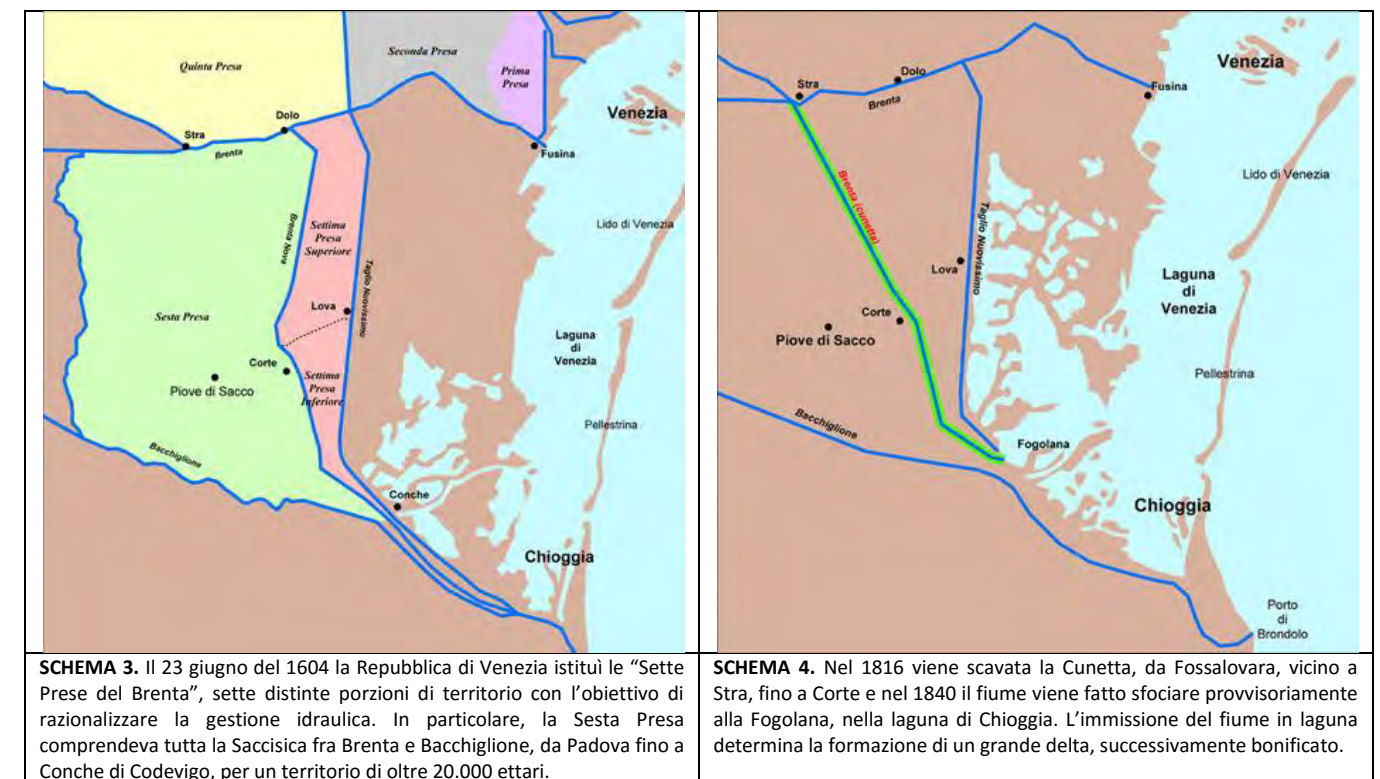 Quinta Presa
Seconda Presa
Prima
Presa
Venezia
Dolo
Stra
Brenta
Fusina
Brenta Nova
Settima
Presa
Superiore
Taglio Nuovissimo
Lido di Venezia
Sesta Presa
Lova
Laguna
di
Venezia
Corte
Settima
Presa
Inferiore
Piove di Sacco
Pellestrina
Bacchiglione
Conche
Chioggia
SCHEMA 3. Il 23 giugno del 1604 la Repubblica di Venezia istituì le “Sette
Prese del Brenta”, sette distinte porzioni di territorio con l’obiettivo di
razionalizzare la gestione idraulica. In particolare, la Sesta Presa
comprendeva tutta la Saccisica fra Brenta e Bacchiglione, da Padova fino a
Conche di Codevigo, per un territorio di oltre 20.000 ettari.
Venezia
Dolo
Stra
Brenta
Fusina
Brenta (cunetta)
Taglio Nuovissimo
Lido di Venezia
Lova
Laguna
di
Venezia
Corte
Piove di Sacco
Pellestrina
Bacchiglione
Fogolana
Chioggia
Porto
di
Brondolo
SCHEMA 4. Nel 1816 viene scavata la Cunetta, da Fossalovara, vicino a
Stra, fino a Corte e nel 1840 il fiume viene fatto sfociare provvisoriamente
alla Fogolana, nella laguna di Chioggia. L’immissione del fiume in laguna
determina la formazione di un grande delta, successivamente bonificato.